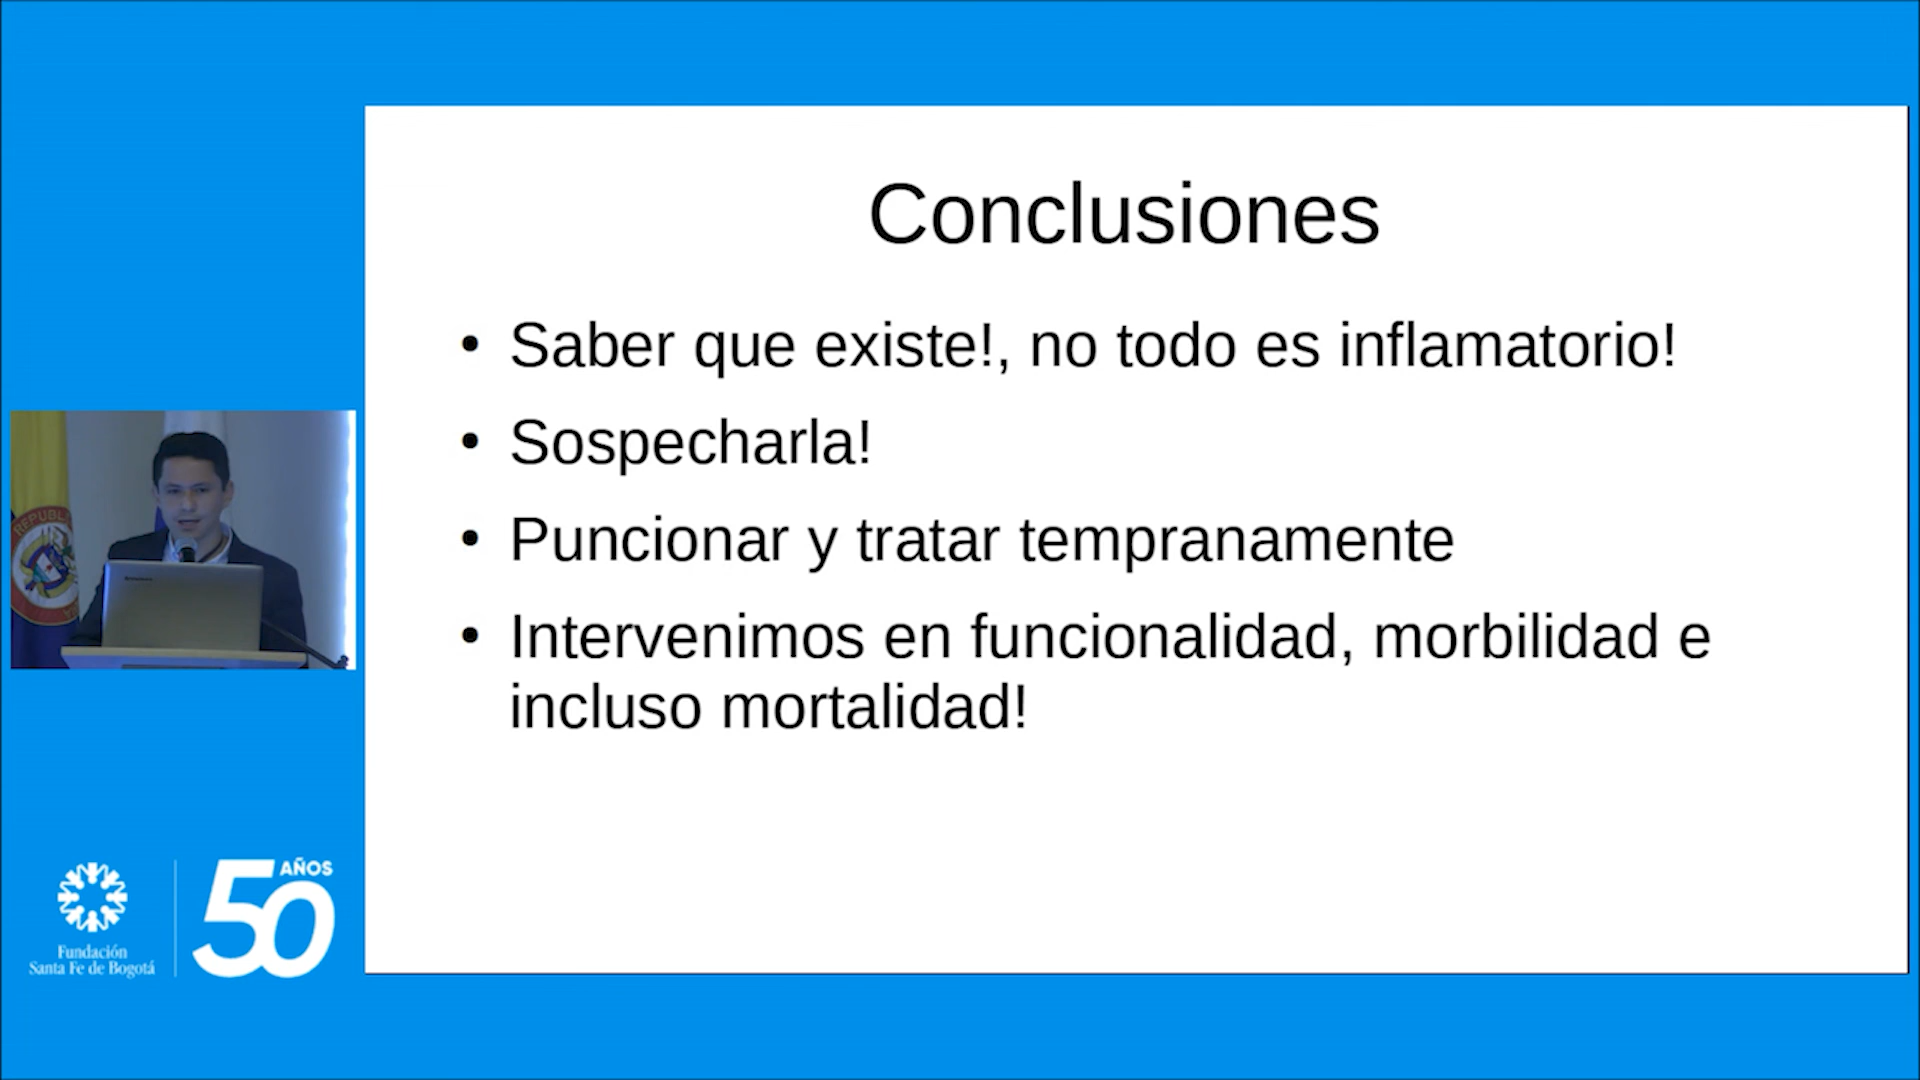 Conclusiones
• Saber que existe!, no todo es inflamatorio!
• Sospecharla!
• Puncionar y tratar tempranamente
• Intervenimos en funcionalidad, morbilidad e
incluso mortalidad!
REPUBL
Fundación
Santa Fe de Bogotá
50 AÑOS